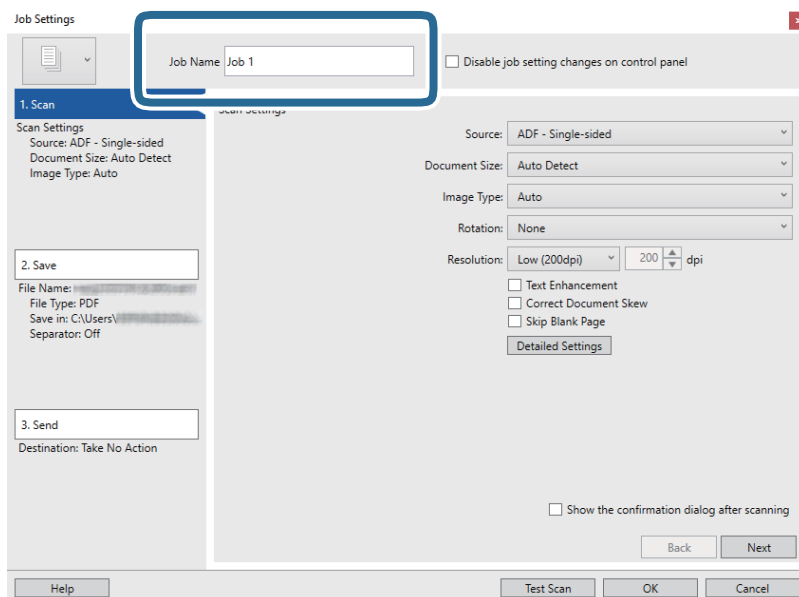 Job Settings
Job Name Job 1
Disable job setting changes on control panel
1. Scan
Scan Settings
Source: ADF - Single-sided
Document Size: Auto Detect
Image Type: Auto
2. Save
File Name:
File Type: PDF
Save in: C:\Users\
Separator: Off
3. Send
Destination: Take No Action
Scan Settings
Source: ADF - Single-sided
Document Size: Auto Detect
Image Type: Auto
Rotation: None
Resolution: Low (200dpi) 200 dpi
Text Enhancement
Correct Document Skew
Skip Blank Page
Detailed Settings
Show the confirmation dialog after scanning
Back Next
Help Test Scan OK Cancel